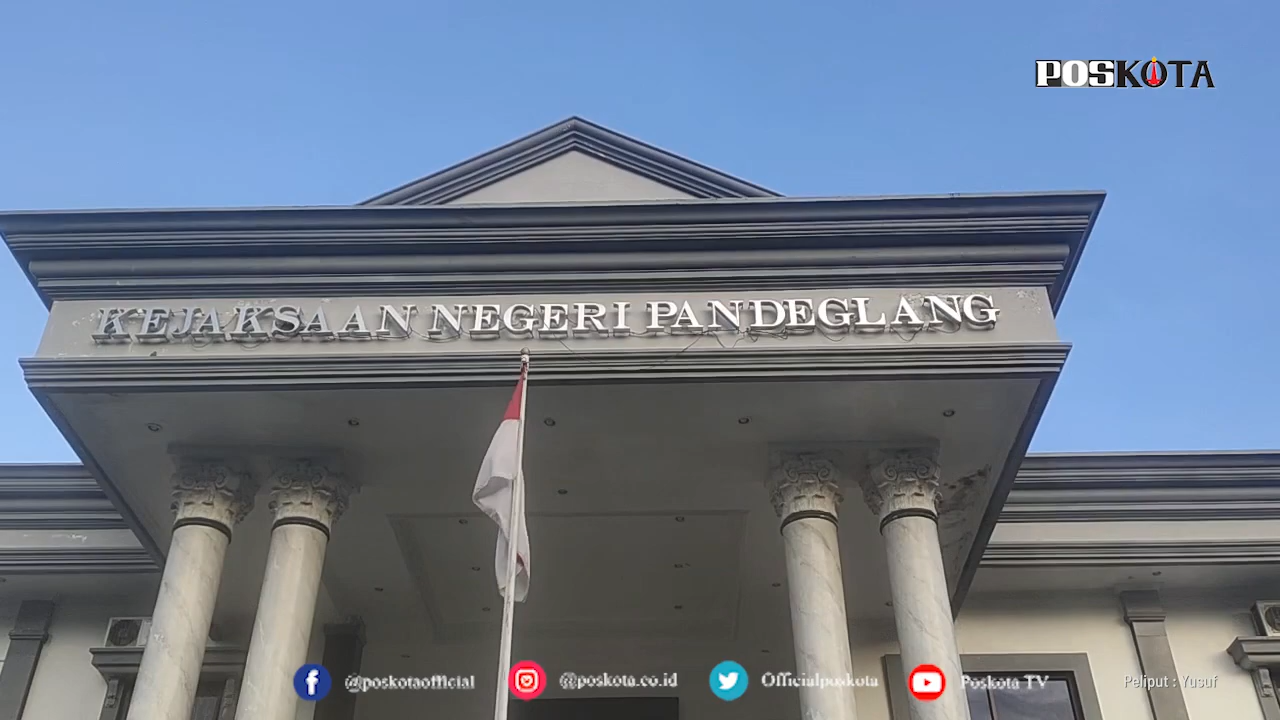 POSKOTA
KEJAKSAAN NEGERI PANDEGLANG
@poskotaofficial
@poskota.co.id
Officialposkota
Poskota TV
Peliput : Yusuf